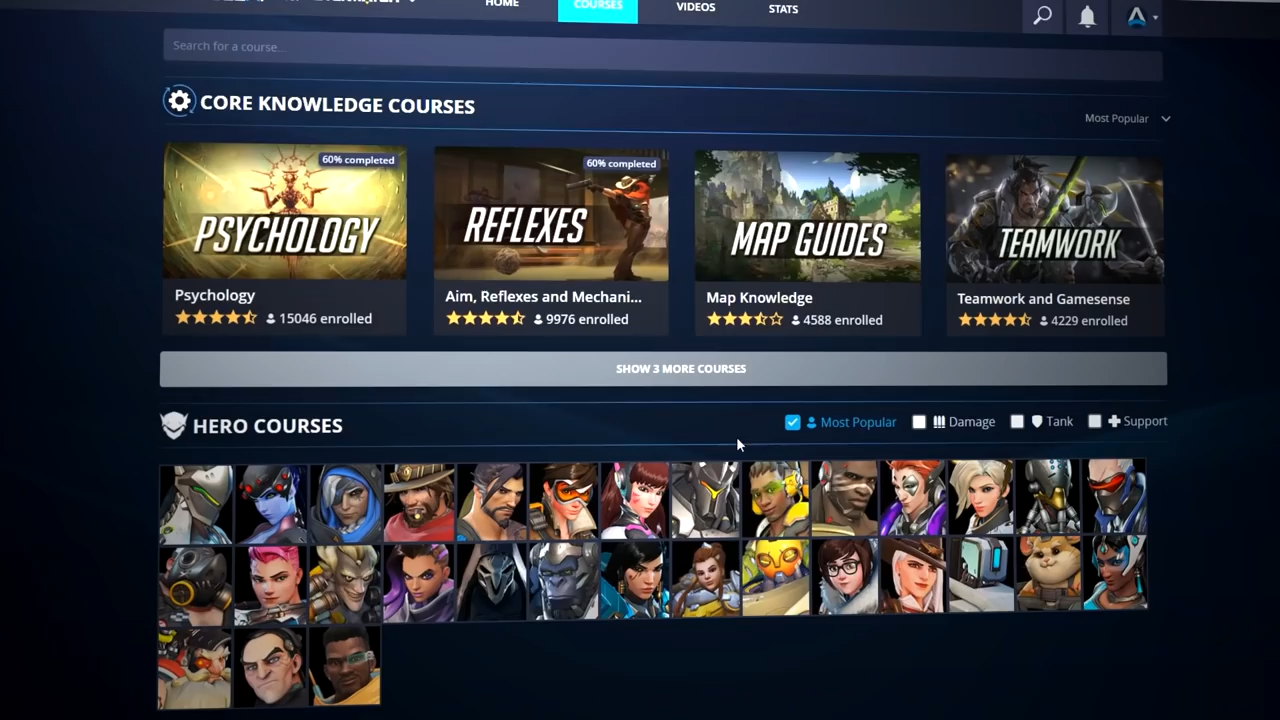 HOME
COURSES
VIDEOS
STATS
Search for a course...
CORE KNOWLEDGE COURSES
Most Popular
60% completed
PSYCHOLOGY
Psychology
15046 enrolled
60% completed
REFLEXES
Aim, Reflexes and Mechani...
9976 enrolled
MAP GUIDES
Map Knowledge
4588 enrolled
TEAMWORK
Teamwork and Gamesense
4229 enrolled
SHOW 3 MORE COURSES
HERO COURSES
Most Popular
Damage
Tank
Support